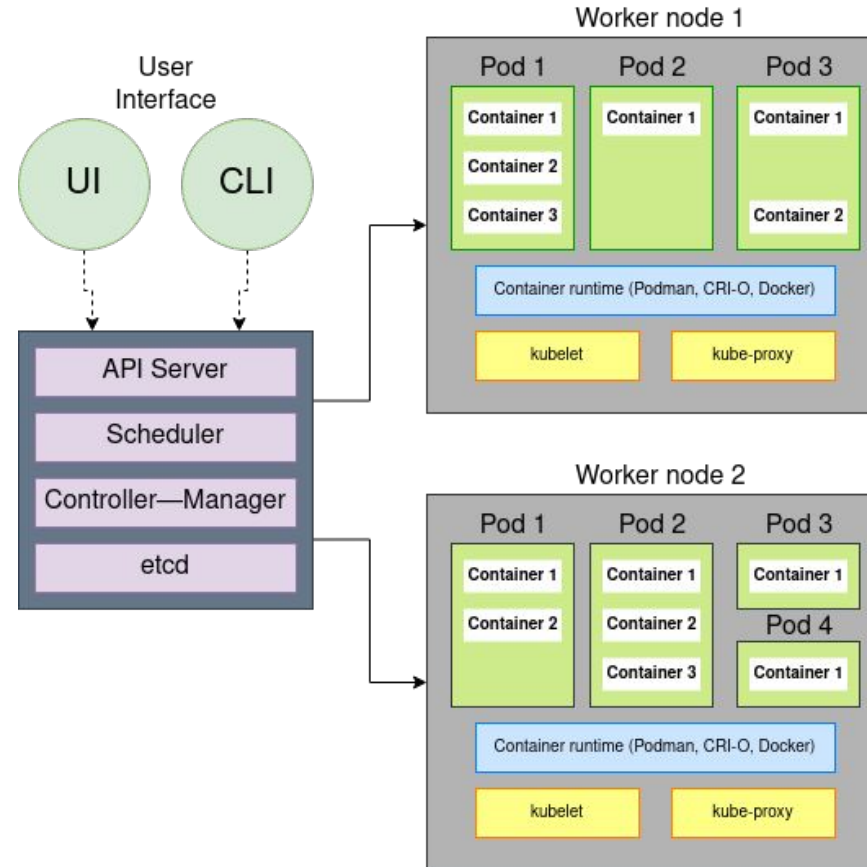 User
Interface
UI
CLI
API Server
Scheduler
Controller—Manager
etcd
Worker node 1
Pod 1
Pod 2
Pod 3
Container 1
Container 2
Container 3
Container 1
Container 1
Container 2
Container runtime (Podman, CRI-O, Docker)
kubelet
kube-proxy
Worker node 2
Pod 1
Pod 2
Pod 3
Container 1
Container 2
Container 1
Container 2
Container 3
Container 1
Pod 4
Container 1
Container runtime (Podman, CRI-O, Docker)
kubelet
kube-proxy